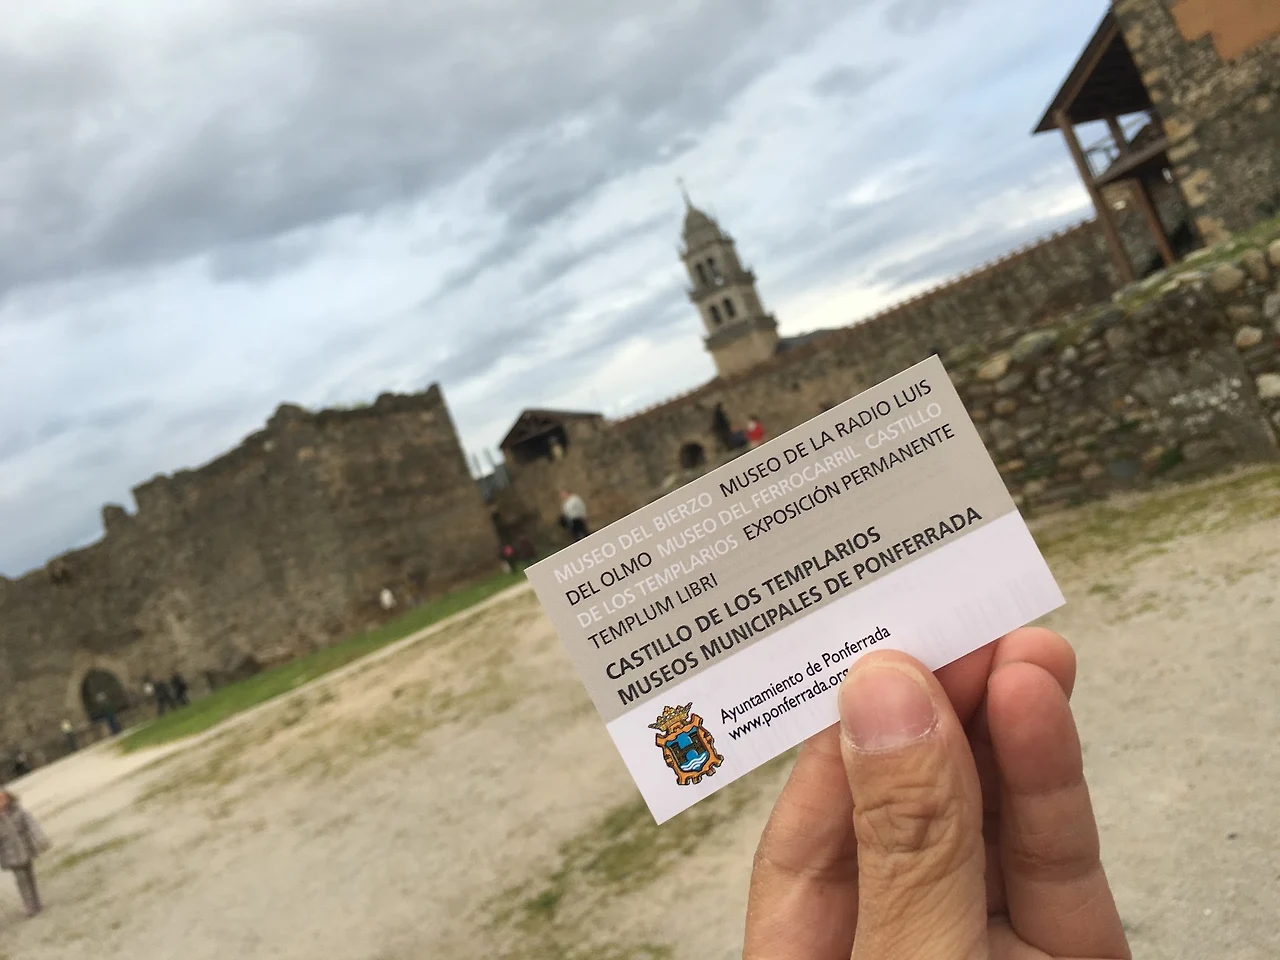 MUSEO DEL BIERZO MUSEO DE LA RADIO LUIS
DEL OLMO MUSEO DEL FERROCARRIL CASTILLO
DE LOS TEMPLARIOS EXPOSICIÓN PERMANENTE
TEMPLUM LIBRI
CASTILLO DE LOS TEMPLARIOS
MUSEOS MUNICIPALES DE PONFERRADA
Ayuntamiento de Ponferrada
www.ponferrada.org